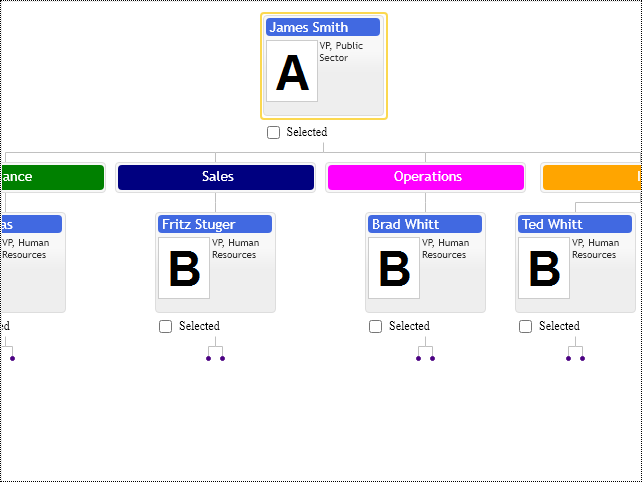 James Smith
A
VP, Public
Sector
Selected
ance
Sales
Operations
as
VP, Human
Resources
ed
Fritz Stuger
B
VP, Human
Resources
Selected
Brad Whitt
B
VP, Human
Resources
Selected
Ted Whitt
B
VP, Human
Resources
Selected